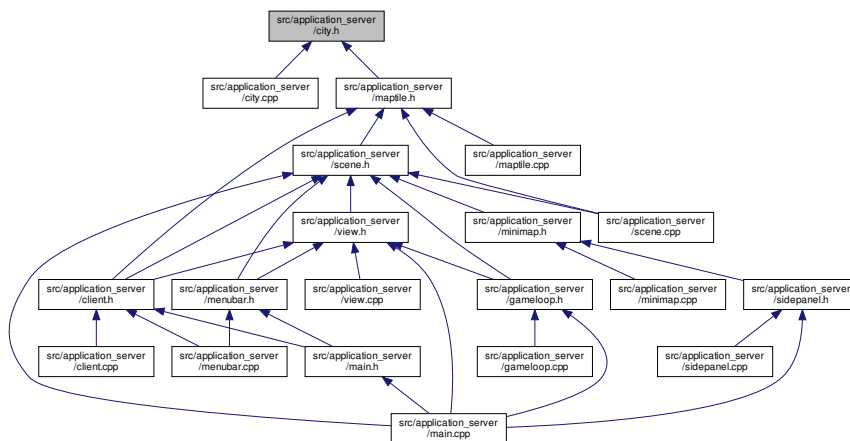 src/application_server
/city.h
src/application_server
/city.cpp
src/application_server
/maptile.h
src/application_server
/scene.h
src/application_server
/maptile.cpp
src/application_server
/view.h
src/application_server
/minimap.h
src/application_server
/scene.cpp
src/application_server
/client.h
src/application_server
/menubar.h
src/application_server
/view.cpp
src/application_server
/gameloop.h
src/application_server
/minimap.cpp
src/application_server
/sidepanel.h
src/application_server
/client.cpp
src/application_server
/menubar.cpp
src/application_server
/main.h
src/application_server
/gameloop.cpp
src/application_server
/sidepanel.cpp
src/application_server
/main.cpp